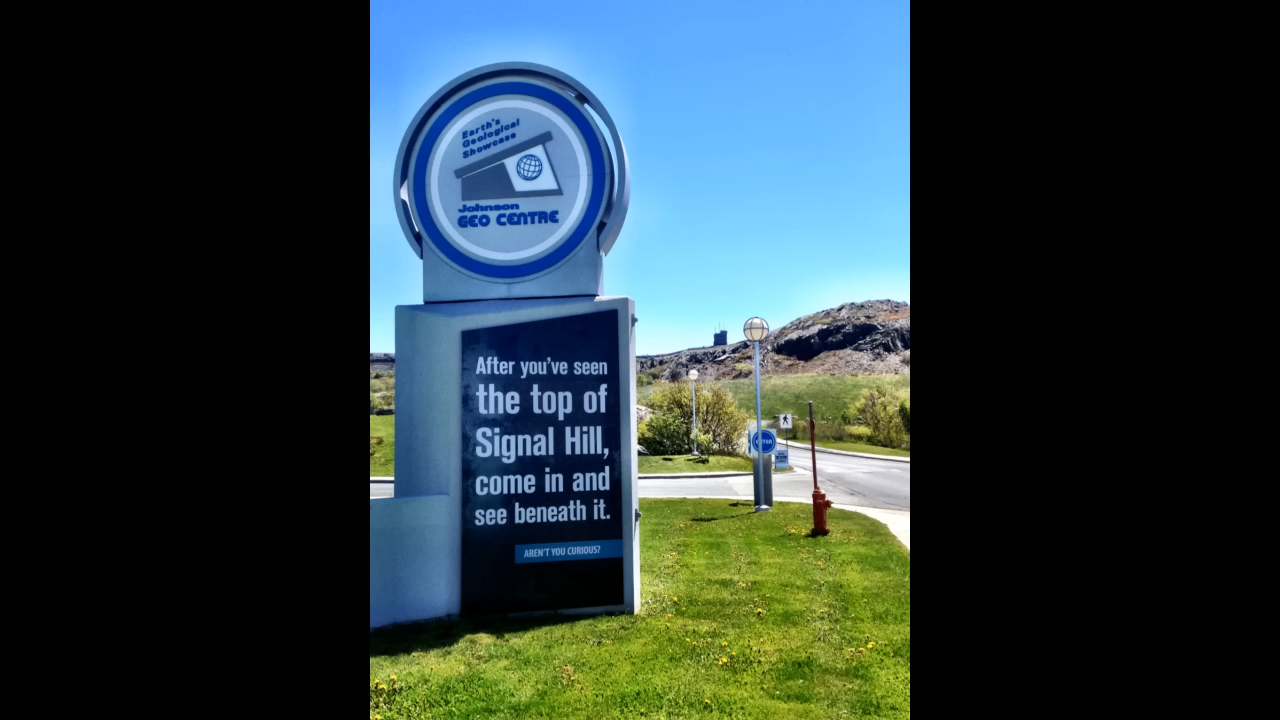 Earth's
Geological
Showcase
Johnson
GEO CENTRE
After you've seen
the top of
Signal Hill,
come in and
see beneath it.
AREN'T YOU CURIOUS?